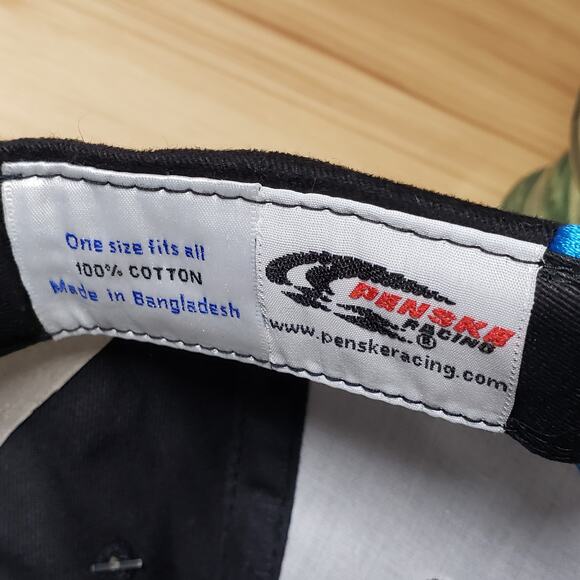 One size fits all
100% COTTON
Made in Bangladesh
PENSKE
RACING
®
www.penskeracing.com